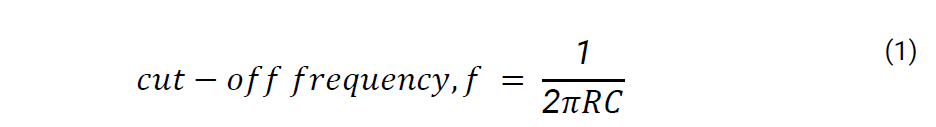 cut − off frequency, f = 1/2πRC (1)